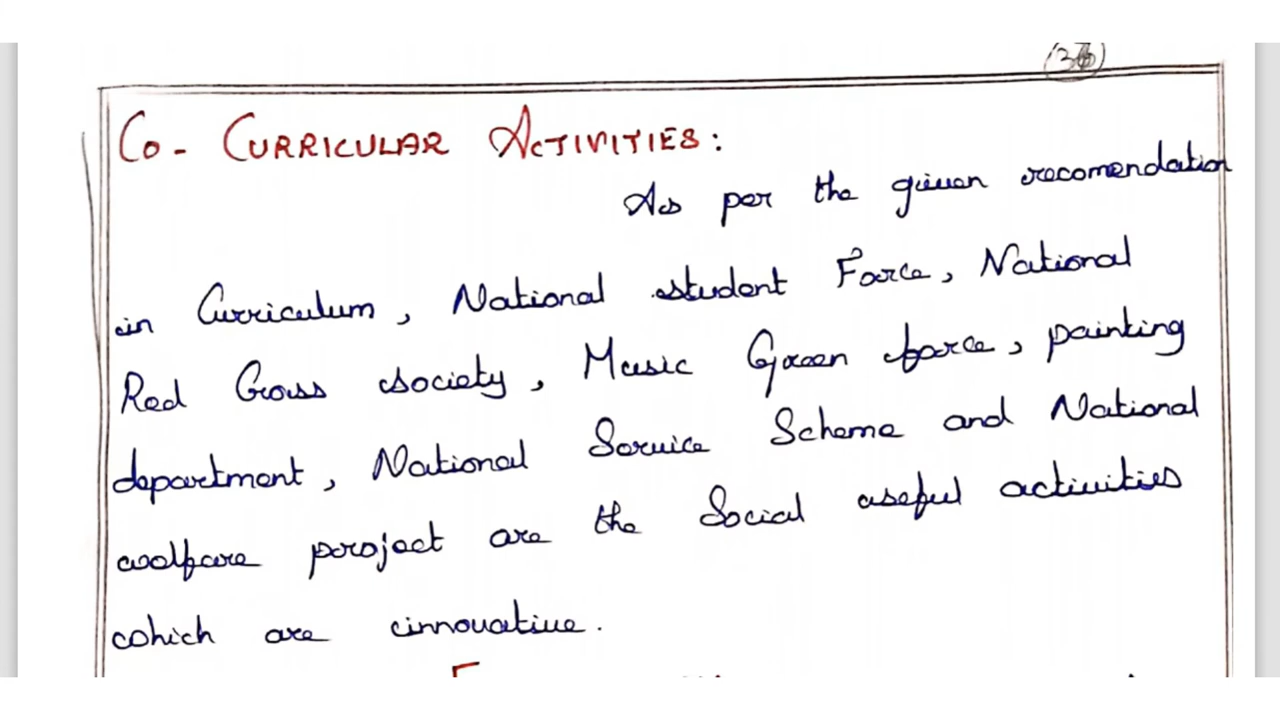 CO- CURRICULAR ACTIVITIES:
As per the given recomendation
in Curriculum, National student Force, National
Red Cross society, Music Green force, painting
department, National Service Scheme and National
welfare project are the Social useful activities
which are innovative.